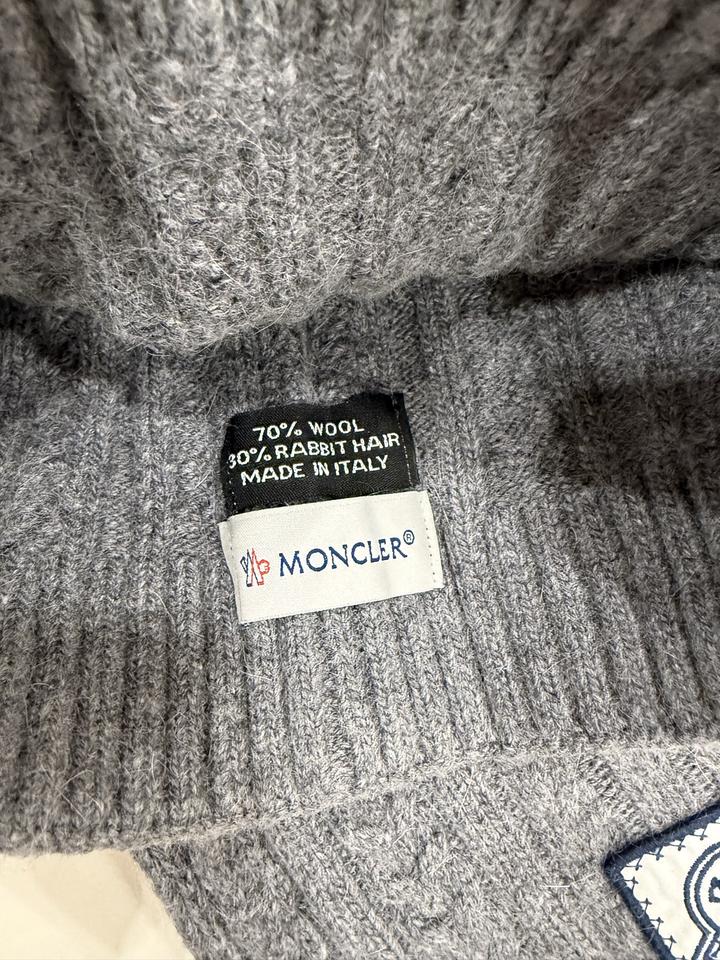 70% WOOL
30% RABBIT HAIR
MADE IN ITALY
MONCLER®